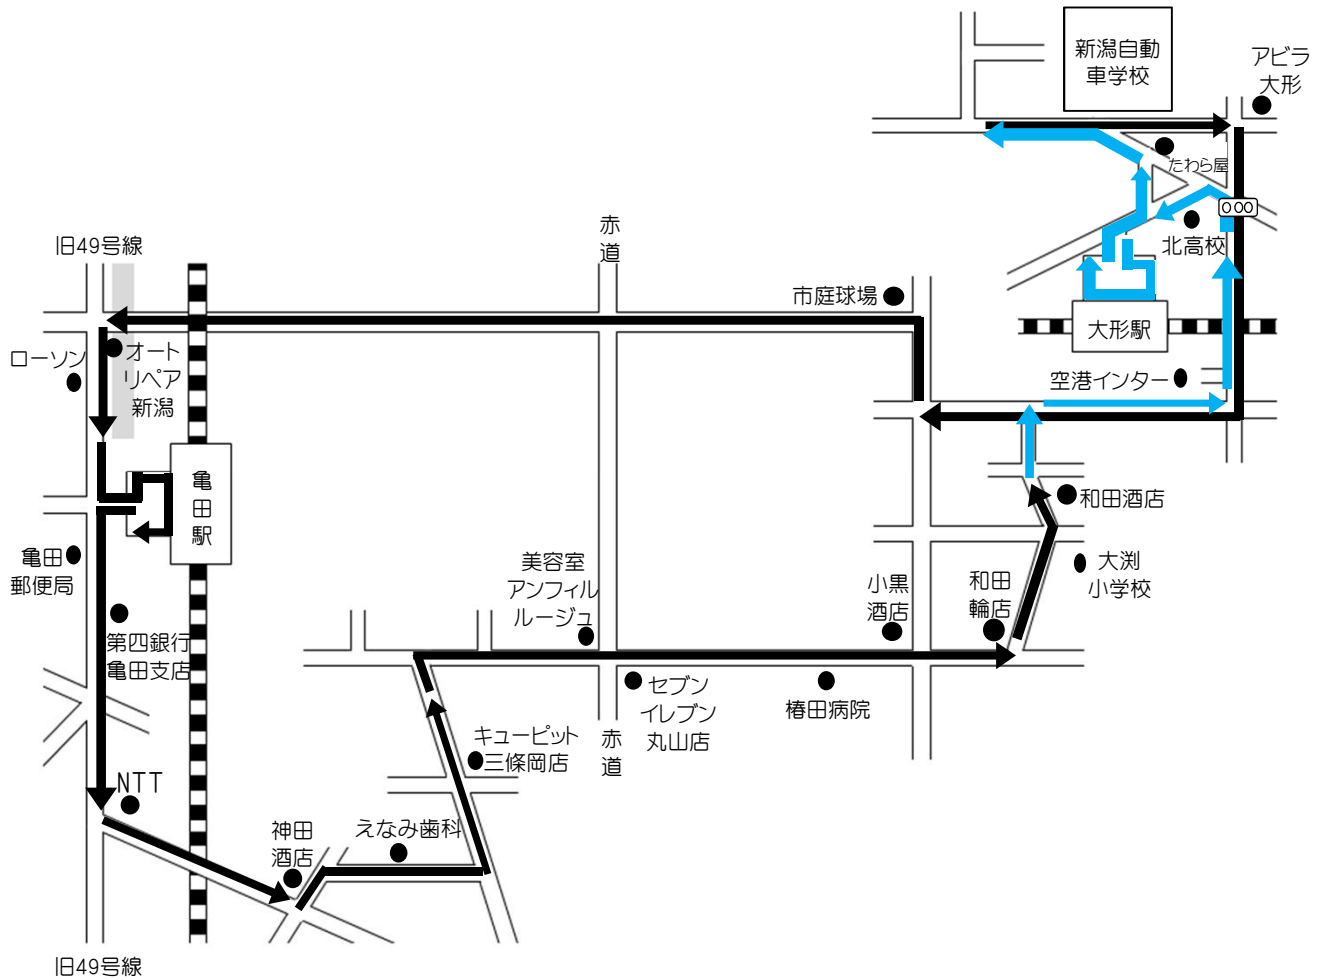 新潟自動
車学校
アビラ
大形
たわら屋
000
北高校
赤
道
旧49号線
市庭球場
大形駅
ローソン
オート
リペア
新潟
空港インター
亀
田
駅
和田酒店
亀田
郵便局
美容室
アンフィル
ルージュ
小黒
酒店
和田
輪店
大渕
小学校
第四銀行
亀田支店
セブン
イレブン
丸山店
椿田病院
キューピット
三條岡店
赤
道
NTT
神田
酒店
えなみ歯科
旧49号線